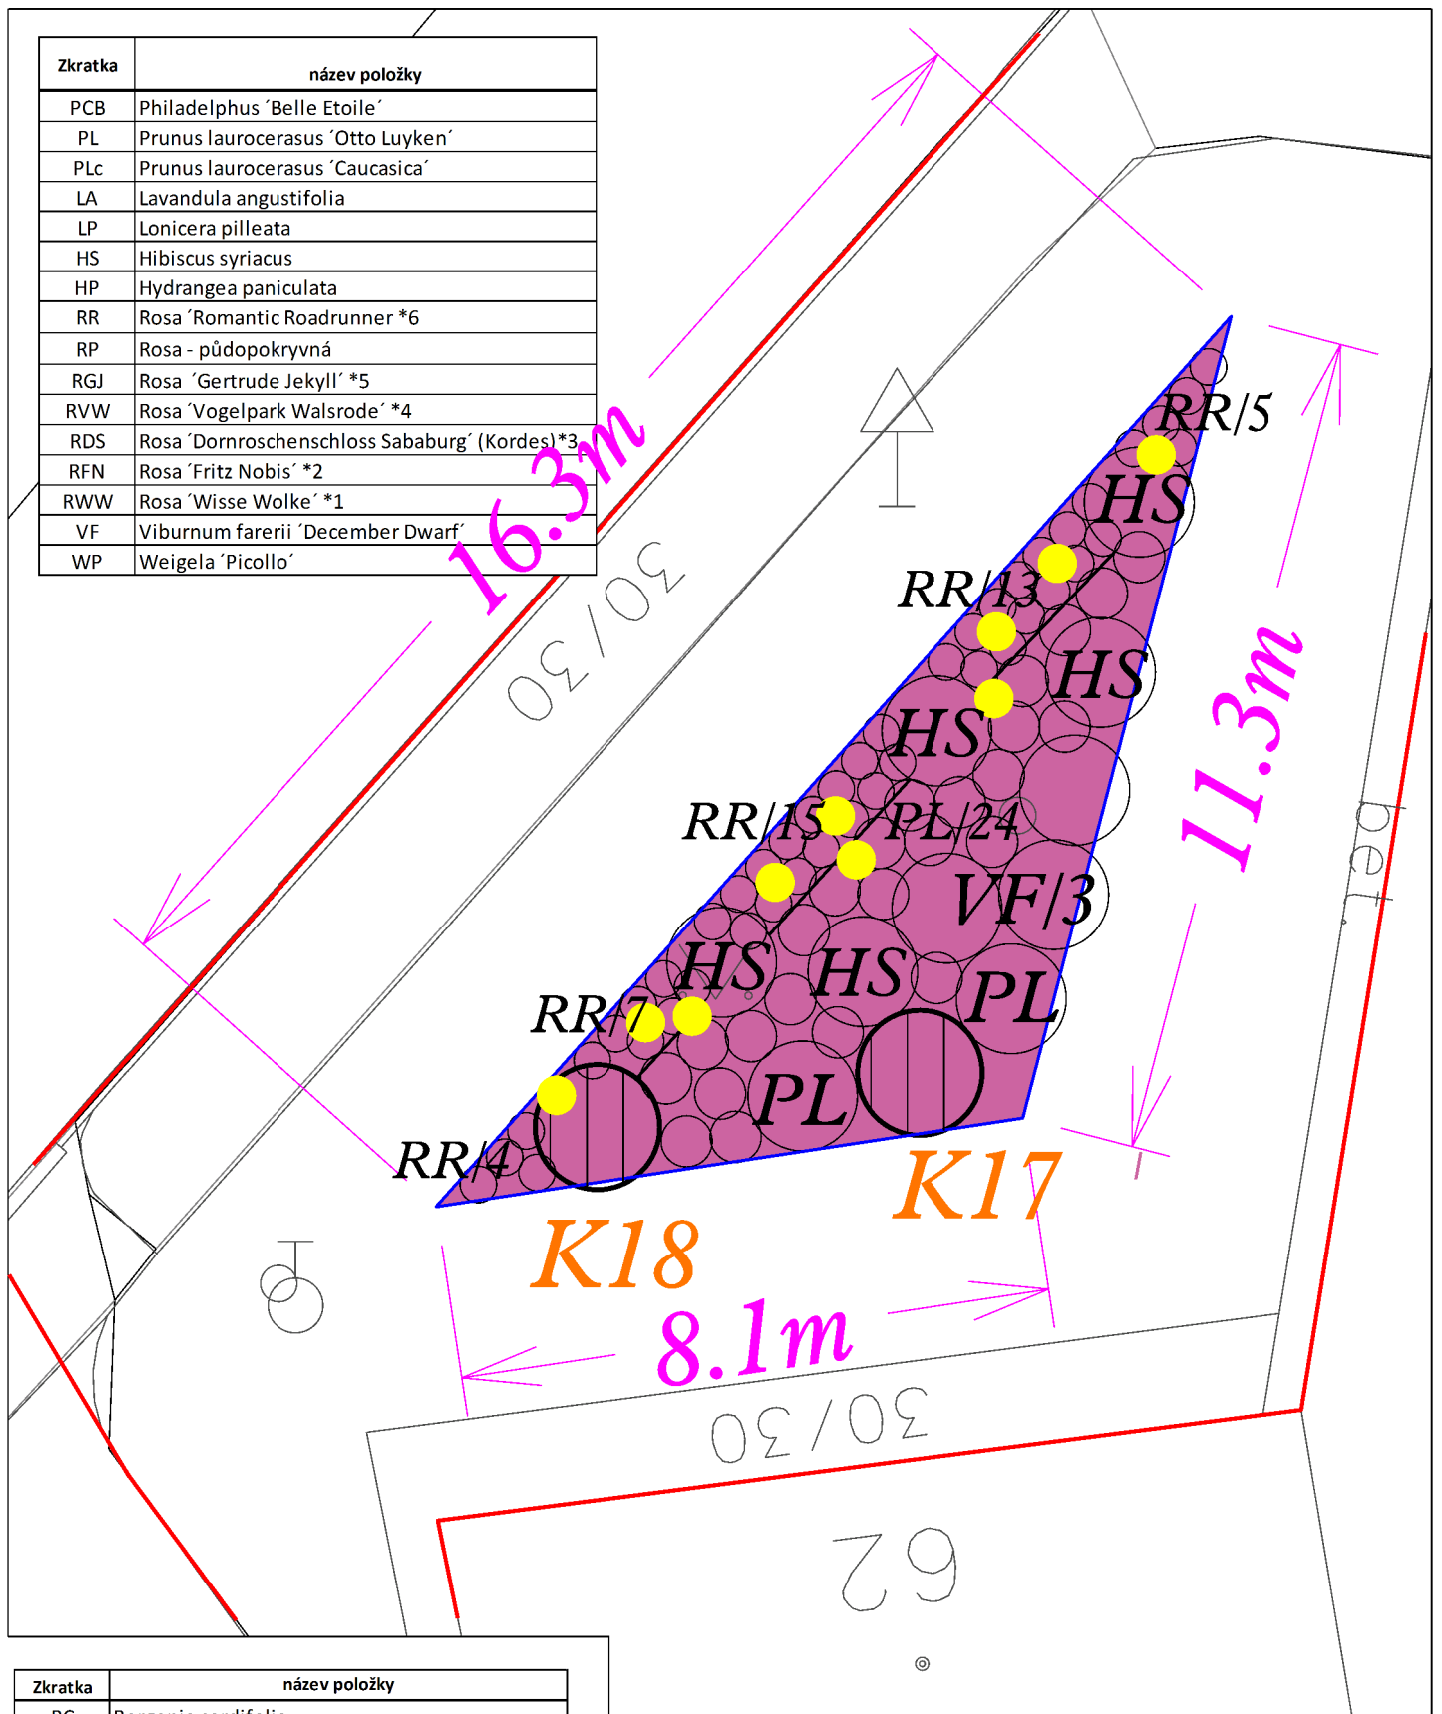 Zkratka název položky
PCB Philadelphus ´Belle Etoile´
PL Prunus laurocerasus ´Otto Luyken´
PLc Prunus laurocerasus ´Caucasica´
LA Lavandula angustifolia
LP Lonicera pilleata
HS Hibiscus syriacus
HP Hydrangea paniculata
RR Rosa ´Romantic Roadrunner *6
RP Rosa - půdopokryvná
RGJ Rosa ´Gertrude Jekyll´ *5
RVW Rosa ´Vogelpark Walsrode´ *4
RDS Rosa ´Dornroschenschloss Sababurg´ (Kordes)*3
RFN Rosa ´Fritz Nobis´ *2
RWW Rosa ´Wisse Wolke´ *1
VF Viburnum farerii ´December Dwarf´
WP Weigela ´Picollo´
16.3m
30/30
RR/5
HS
RR/13
HS
HS
11.3m
RR/15
PL/24
pet.
VF/3
HS
HS
PL
RR/7
PL
RR/4
K17
K18
8.1m
30/30
62
Zkratka název položky